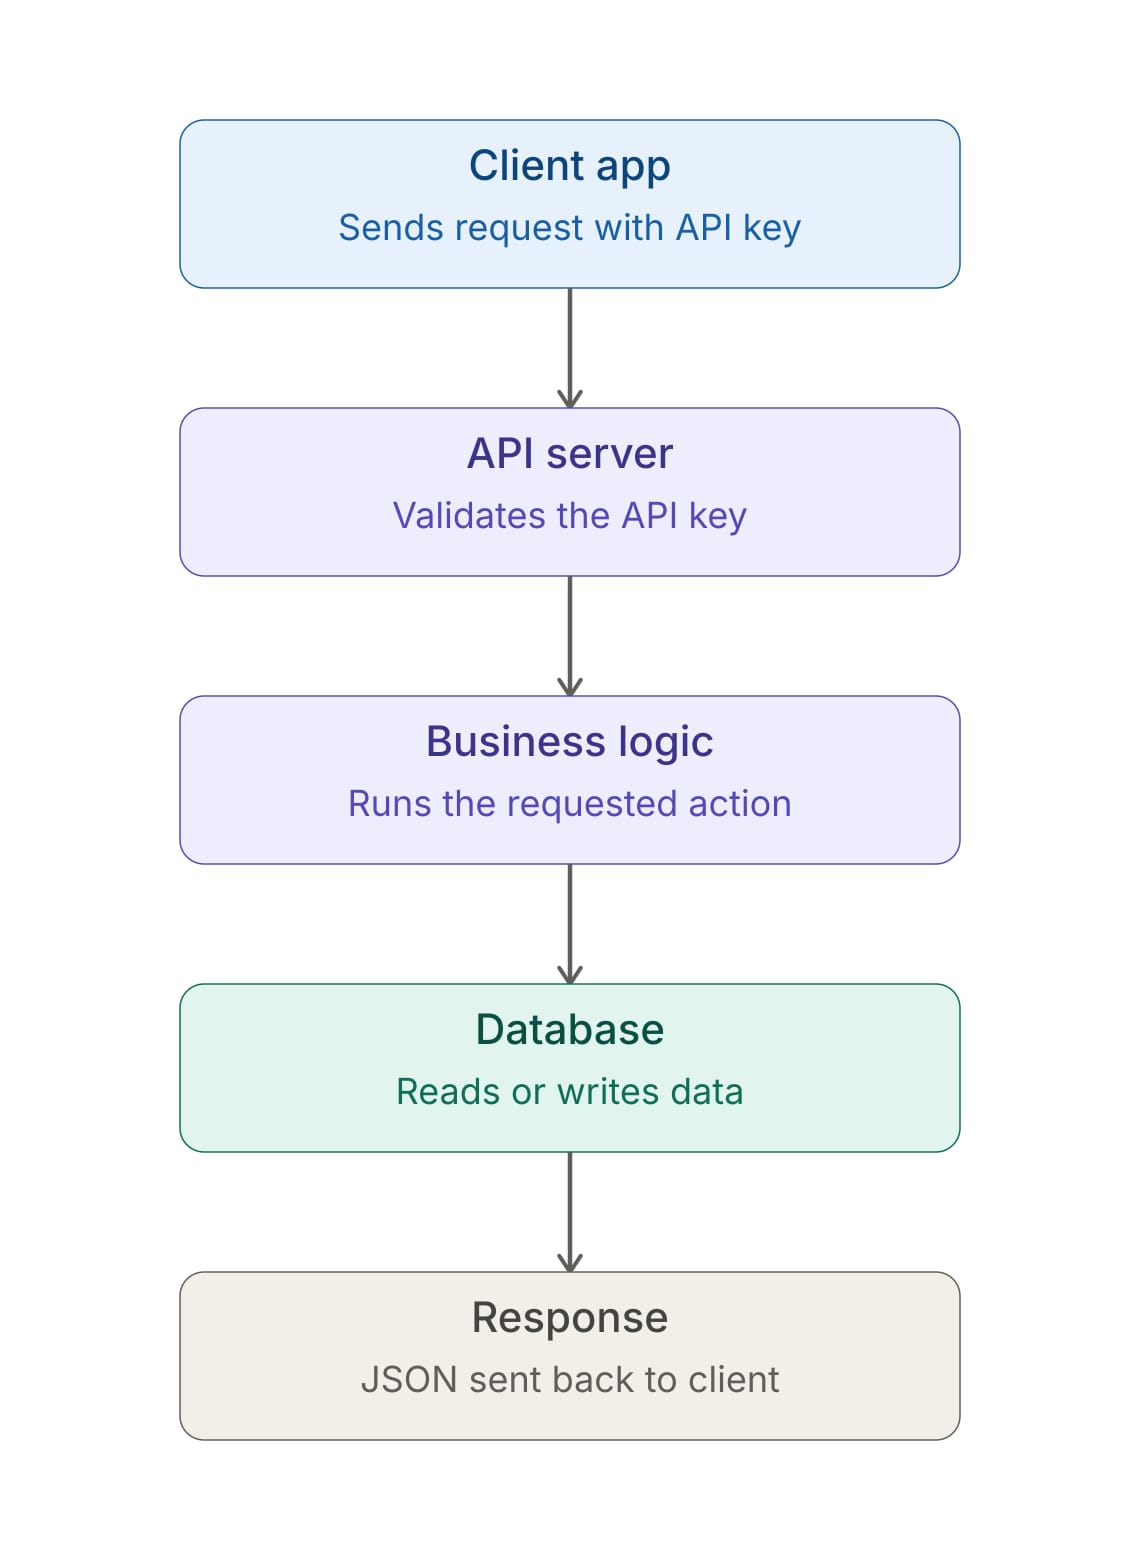 Client app
Sends request with API key
API server
Validates the API key
Business logic
Runs the requested action
Database
Reads or writes data
Response
JSON sent back to client